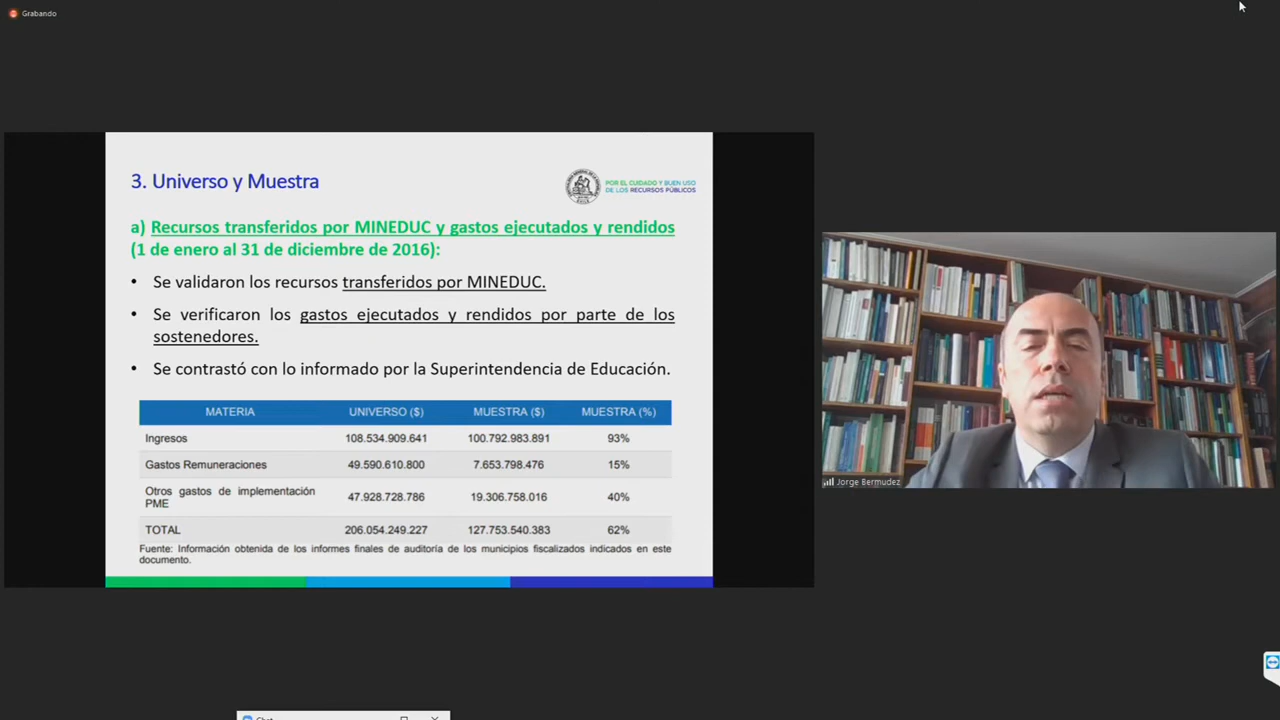 Grabando
3. Universo y Muestra
POR EL CUIDADO Y BUEN USO
DE LOS RECURSOS PÚBLICOS
a) Recursos transferidos por MINEDUC y gastos ejecutados y rendidos
(1 de enero al 31 de diciembre de 2016):
• Se validaron los recursos transferidos por MINEDUC.
• Se verificaron los gastos ejecutados y rendidos por parte de los
sostenedores.
• Se contrastó con lo informado por la Superintendencia de Educación.
MATERIA UNIVERSO ($) MUESTRA ($) MUESTRA (%)
Ingresos 108.534.909.641 100.792.983.891 93%
Gastos Remuneraciones 49.590.610.800 7.653.798.476 15%
Otros gastos de implementación
PME 47.928.728.786 19.306.758.016 40%
TOTAL 206.054.249.227 127.753.540.383 62%
Fuente: Información obtenida de los informes finales de auditoría de los municipios fiscalizados indicados en este
documento.
Jorge Bermudez